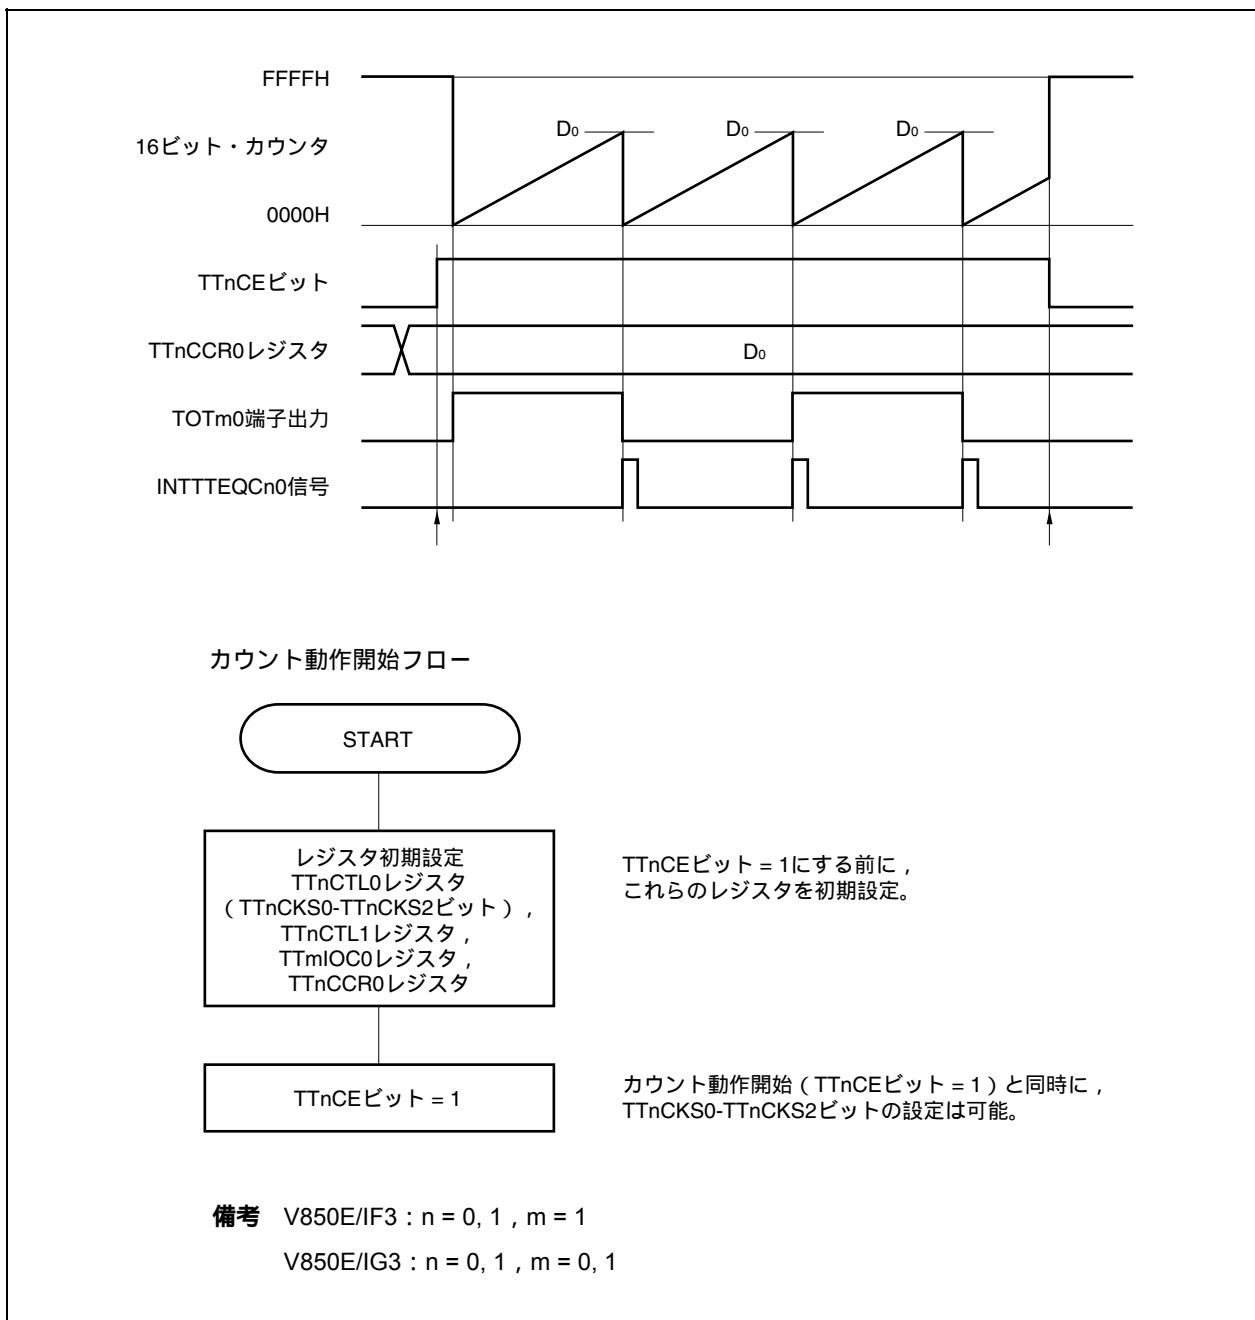 FFFFH
D0
D0
D0
16ビット・カウンタ
0000H
TTnCEビット
TTnCCR0レジスタ
D0
TOTm0端子出力
INTTTEQCn0信号
カウント動作開始フロー
START
レジスタ初期設定
TTnCTL0レジスタ
（TTnCKS0-TTnCKS2ビット），
TTnCTL1レジスタ，
TTmIOC0レジスタ，
TTnCCR0レジスタ
TTnCEビット = 1にする前に，
これらのレジスタを初期設定。
TTnCEビット = 1
カウント動作開始（TTnCEビット = 1）と同時に，
TTnCKS0-TTnCKS2ビットの設定は可能。
備考 V850E/IF3：n = 0, 1，m = 1
V850E/IG3：n = 0, 1，m = 0, 1